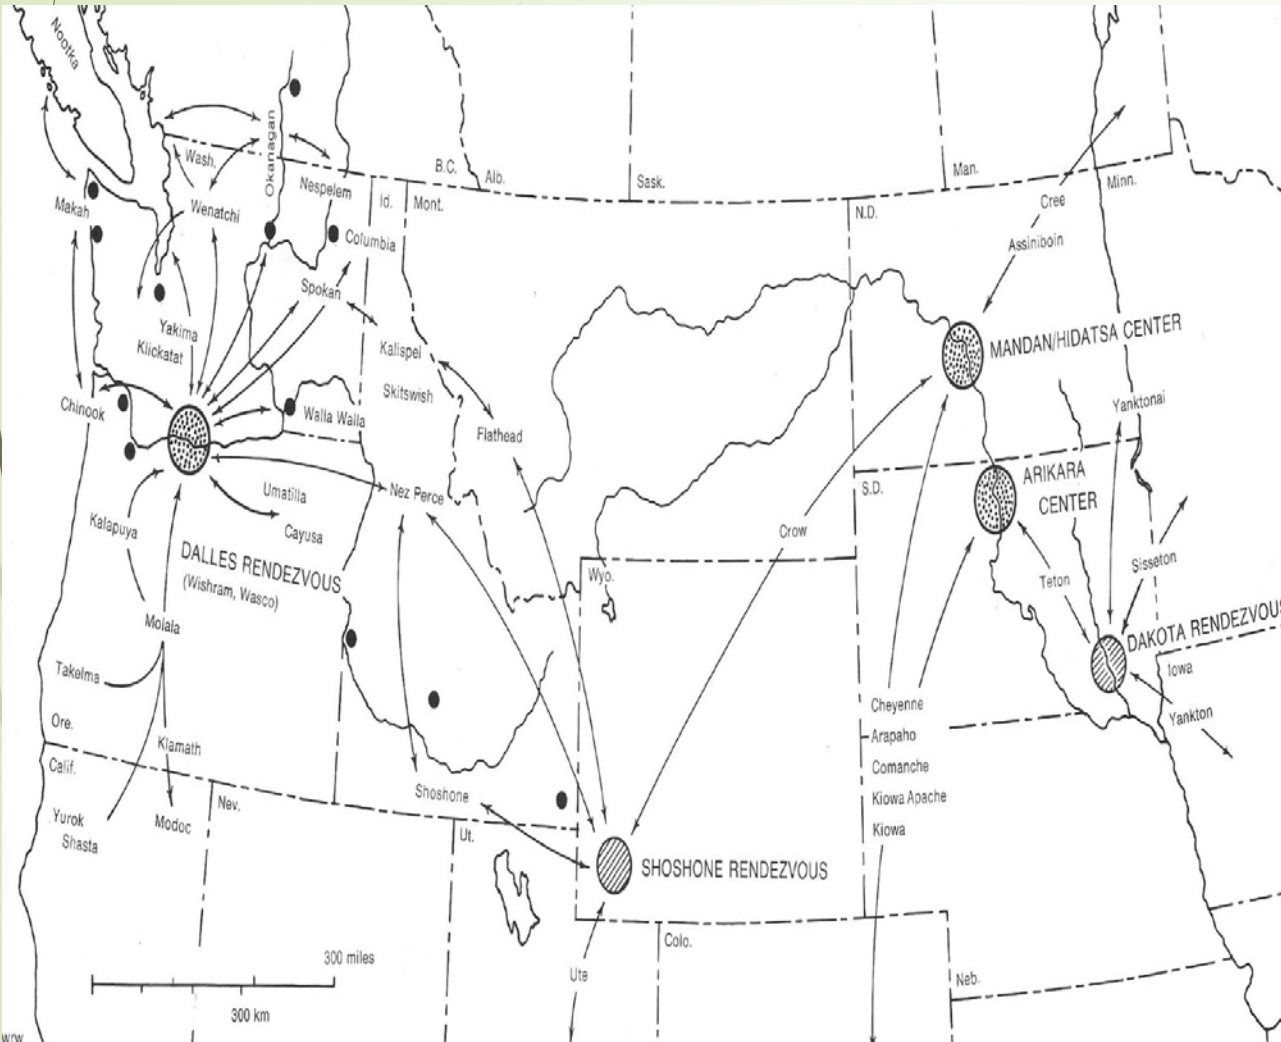 Nootka
Wash.
Okanagan
B.C.
Alb.
Sask.
Man.
Minn.
Nespelem
Id.
Mont.
N.D.
Cree
Makah
Wenatchi
Columbia
Assiniboin
Spokan
Yakima
Klickatat
Kalispel
MANDAN/HIDATSA CENTER
Skitswish
Chinook
Walla Walla
Yanktonai
Flathead
S.D.
ARIKARA
CENTER
Umatilla
Nez Perce
Kalapuya
Cayusa
Crow
DALLES RENDEZVOUS
(Wishram, Wasco)
Wyo.
Teton
Sisseton
Molala
DAKOTA RENDEZVOUS
Takelma
Iowa
Cheyenne
Yankton
Ore.
Arapaho
Klamath
Calif.
Comanche
Shoshone
Kiowa Apache
Nev.
Yurok
Shasta
Modoc
Ut.
Kiowa
SHOSHONE RENDEZVOUS
Colo.
300 miles
Ute
Neb.
300 km